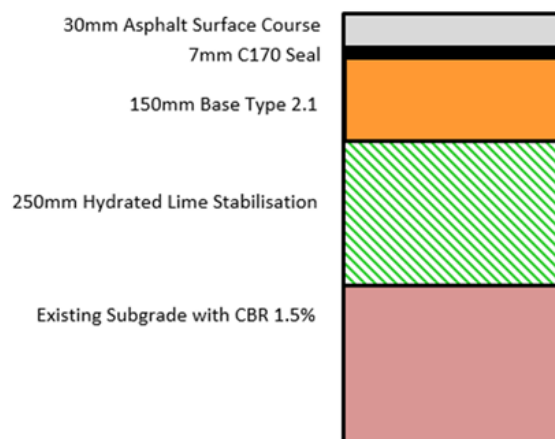 30mm Asphalt Surface Course
7mm C170 Seal
150mm Base Type 2.1
250mm Hydrated Lime Stabilisation
Existing Subgrade with CBR 1.5%